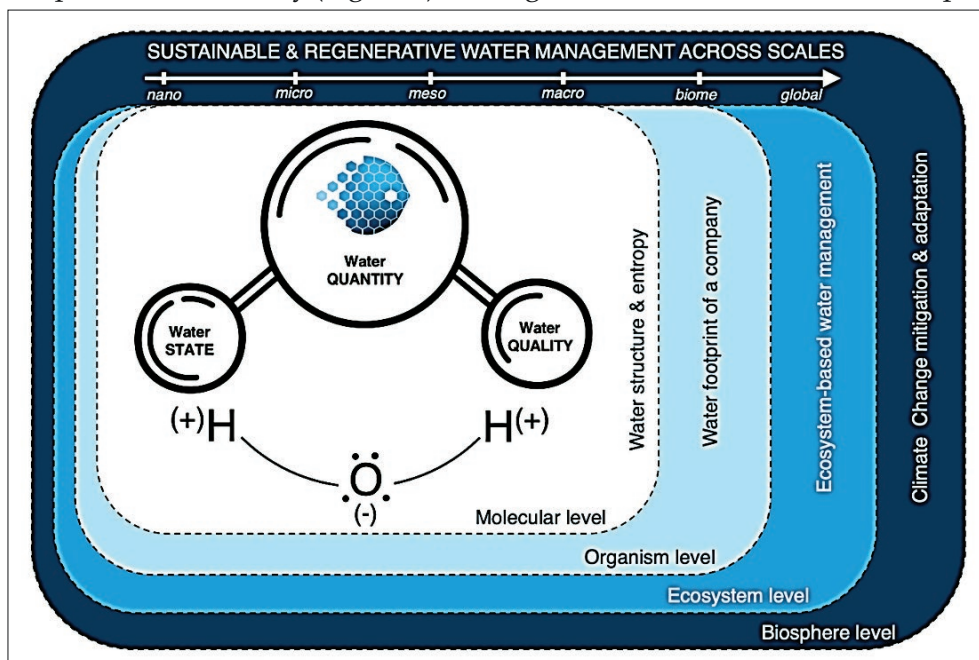 SUSTAINABLE & REGENERATIVE WATER MANAGEMENT ACROSS SCALES
nano micro meso macro biome global
Water
QUANTITY
Water
STATE
Water
QUALITY
(+)H H(+)
O
(-)
Water structure & entropy
Water footprint of a company
Ecosystem-based water management
Climate Change mitigation & adaptation
Molecular level
Organism level
Ecosystem level
Biosphere level